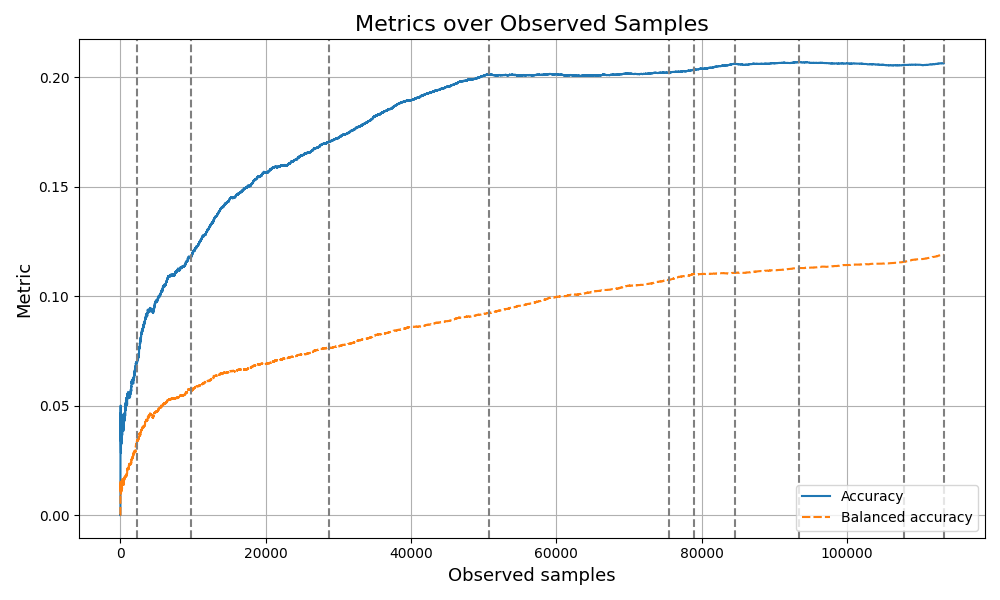 Metrics over Observed Samples
Metric
0.20
0.15
0.10
0.05
0.00
0
20000
40000
60000
80000
100000
Observed samples
Accuracy
Balanced accuracy